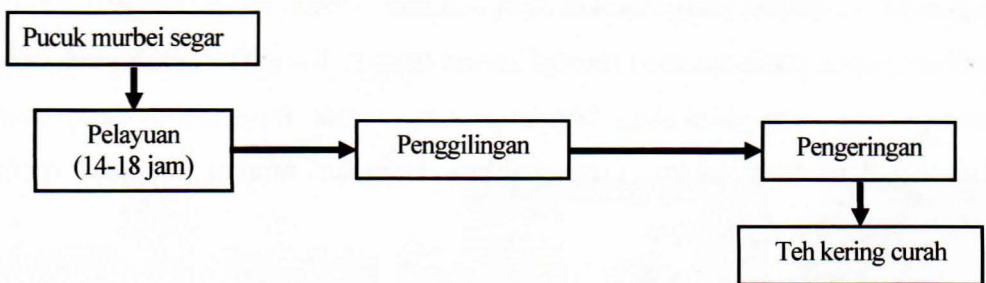 Pucuk murbei segar
Pelayuan
(14-18 jam)
Penggilingan
Pengeringan
Teh kering curah